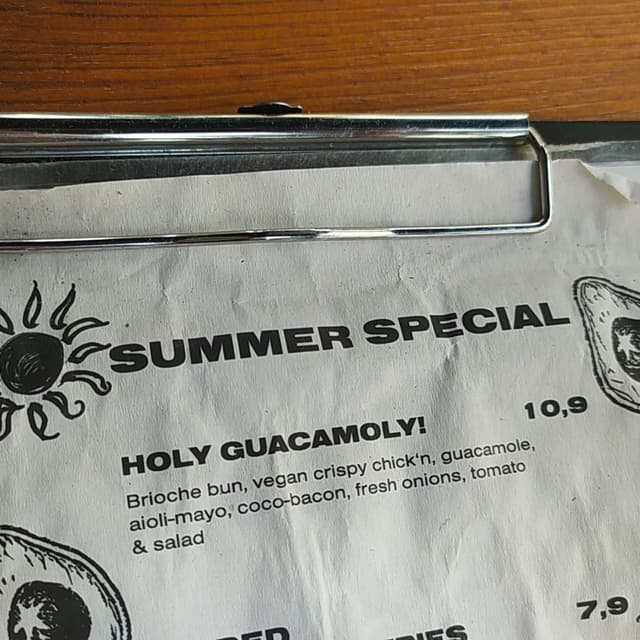 SUMMER SPECIAL
HOLY GUACAMOLY! 10,9
Brioche bun, vegan crispy chick'n, guacamole,
aioli-mayo, coco-bacon, fresh onions, tomato
& salad
7,9